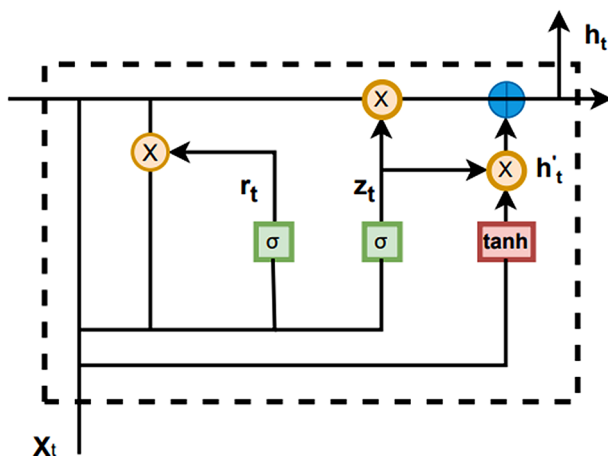 h_t
X
X
r_t
z_t
X
h'_t
σ
σ
tanh
X_t